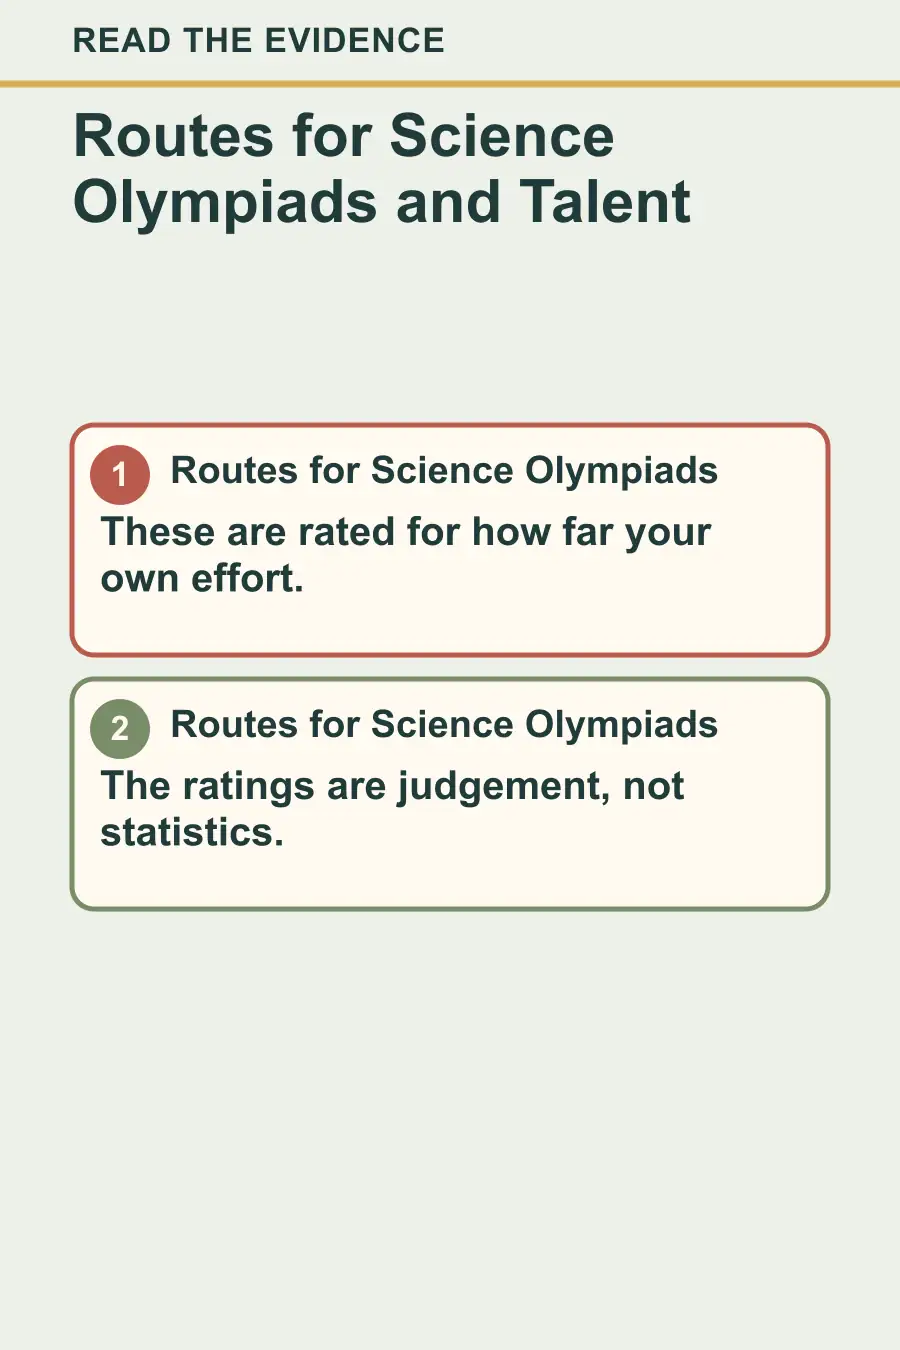 READ THE EVIDENCE
Routes for Science
Olympiads and Talent
1 Routes for Science Olympiads
These are rated for how far your
own effort.
2 Routes for Science Olympiads
The ratings are judgement, not
statistics.